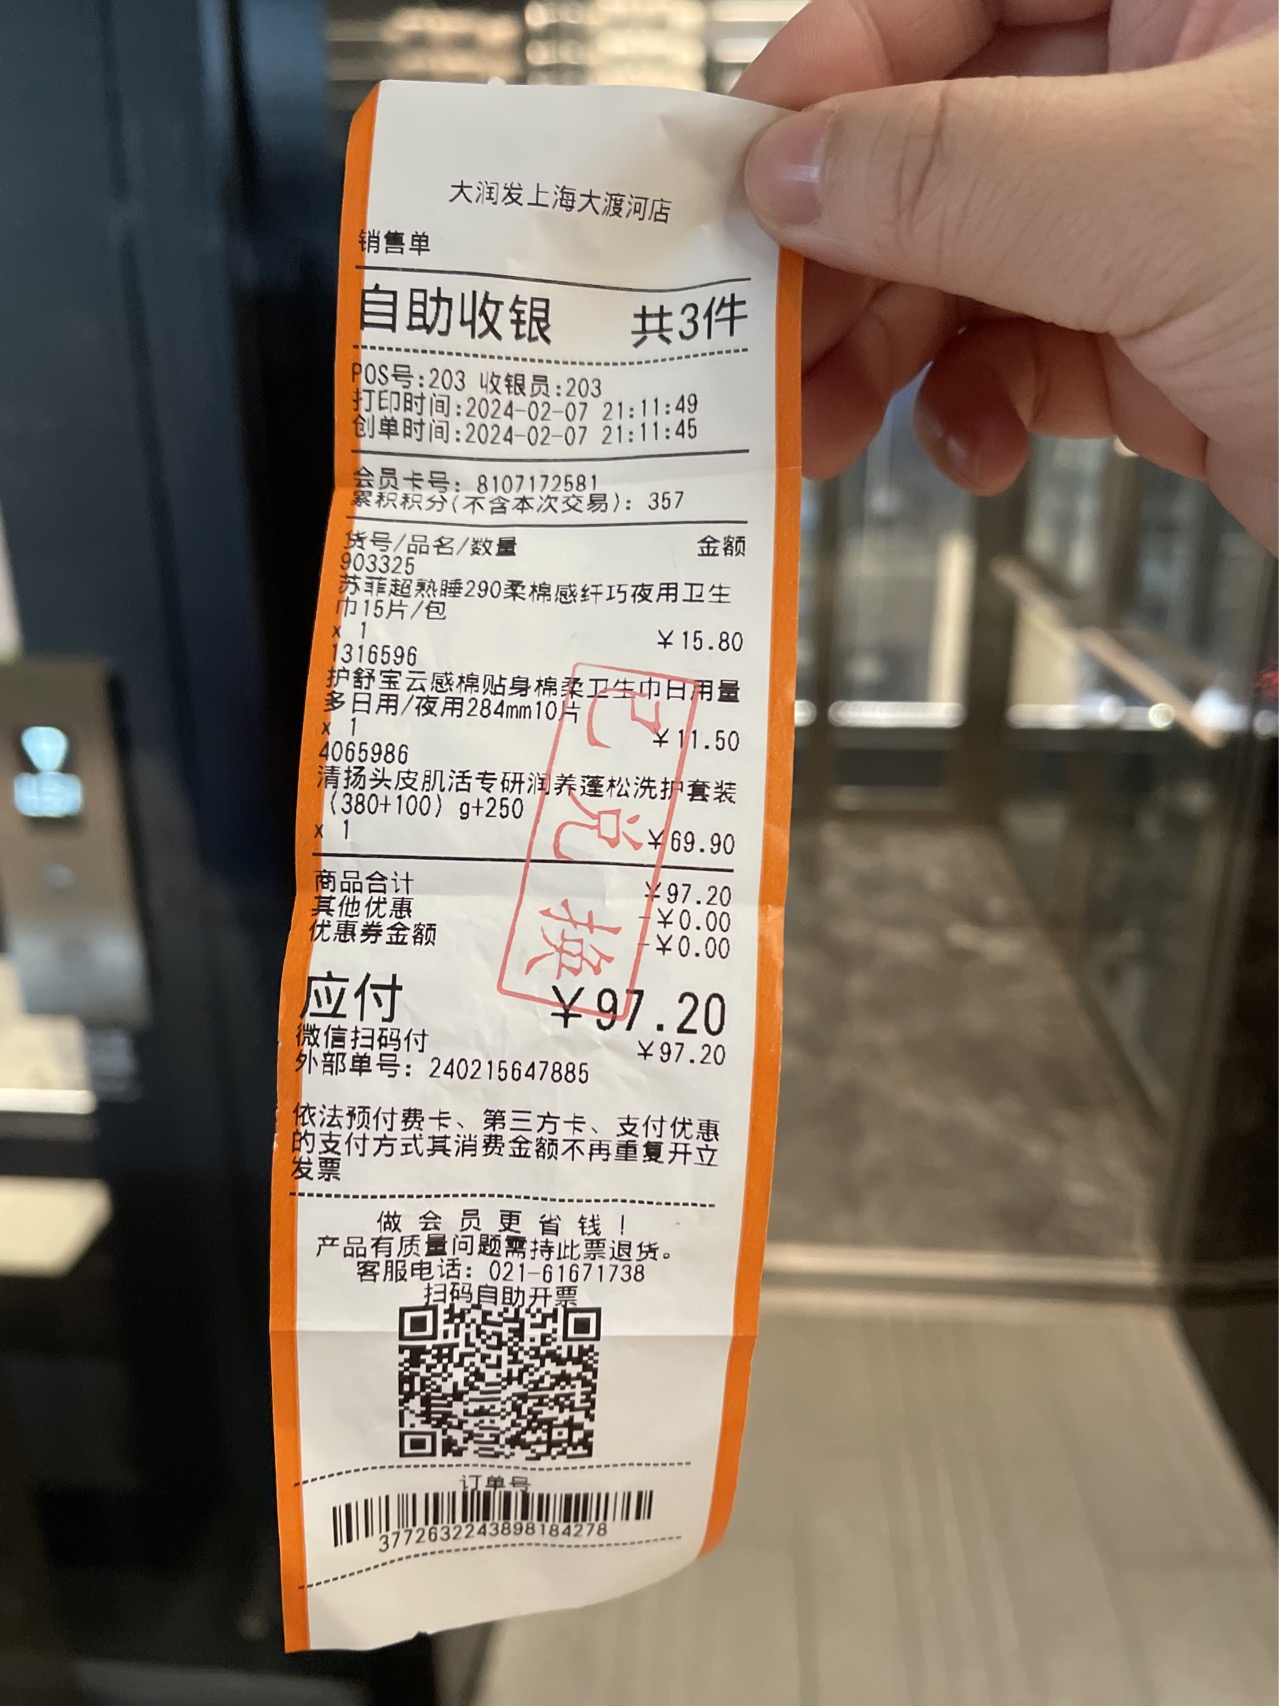 大润发上海大渡河店
销售单
自助收银 共3件
POS号:203 收银员:203
打印时间:2024-02-07 21:11:49
创单时间:2024-02-07 21:11:45
会员卡号: 8107172581
累积积分(不含本次交易): 357
货号/品名/数量 金额
903325
苏菲超熟睡290柔棉感纤巧夜用卫生
巾15片/包
x 1 ￥15.80
1316596
护舒宝云感棉贴身棉柔卫生巾日用量
多日用/夜用284mm10片
x 1 ￥11.50
4065986
清扬头皮肌活专研润养蓬松洗护套装
(380+100) g+250
x 1 ￥69.90
已兑换
商品合计 ￥97.20
其他优惠 -￥0.00
优惠券金额 -￥0.00
应付 ￥97.20
微信扫码付 ￥97.20
外部单号: 240215647885
依法预付费卡、第三方卡、支付优惠
的支付方式其消费金额不再重复开立
发票
做会员更省钱!
产品有质量问题需持此票退货。
客服电话: 021-61671738
扫码自助开票
订单号
3772632243898184278